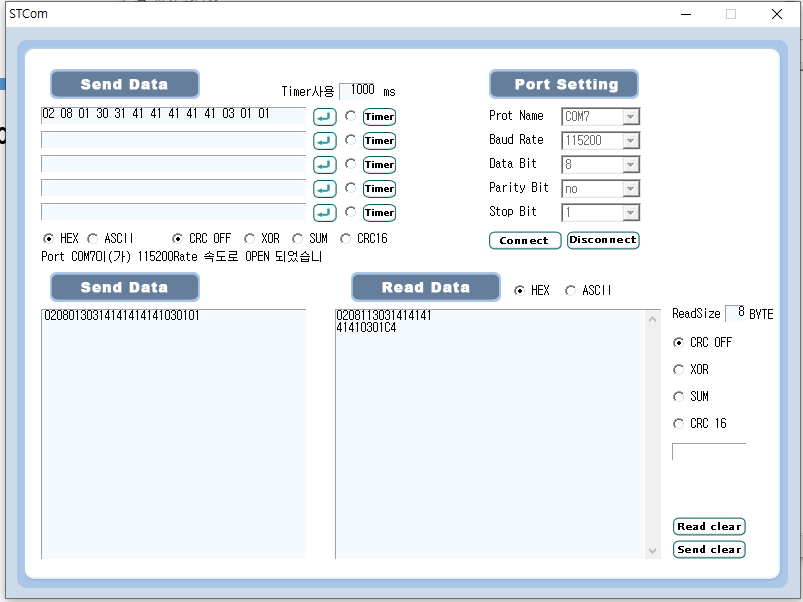 STCom
Send Data
Timer사용 1000 ms
Port Setting
02 08 01 30 31 41 41 41 41 41 03 01 01
Timer
Timer
Timer
Timer
Timer
Prot Name COM7
Baud Rate 115200
Data Bit 8
Parity Bit no
Stop Bit 1
Connect Disconnect
HEX ASCII CRC OFF XOR SUM CRC16
Port COM7이(가) 115200Rate 속도로 OPEN 되었습니
Send Data
Read Data
HEX ASCII
02080130314141414141030101
0208113031414141
41410301C4
ReadSize 8 BYTE
CRC OFF
XOR
SUM
CRC 16
Read clear
Send clear